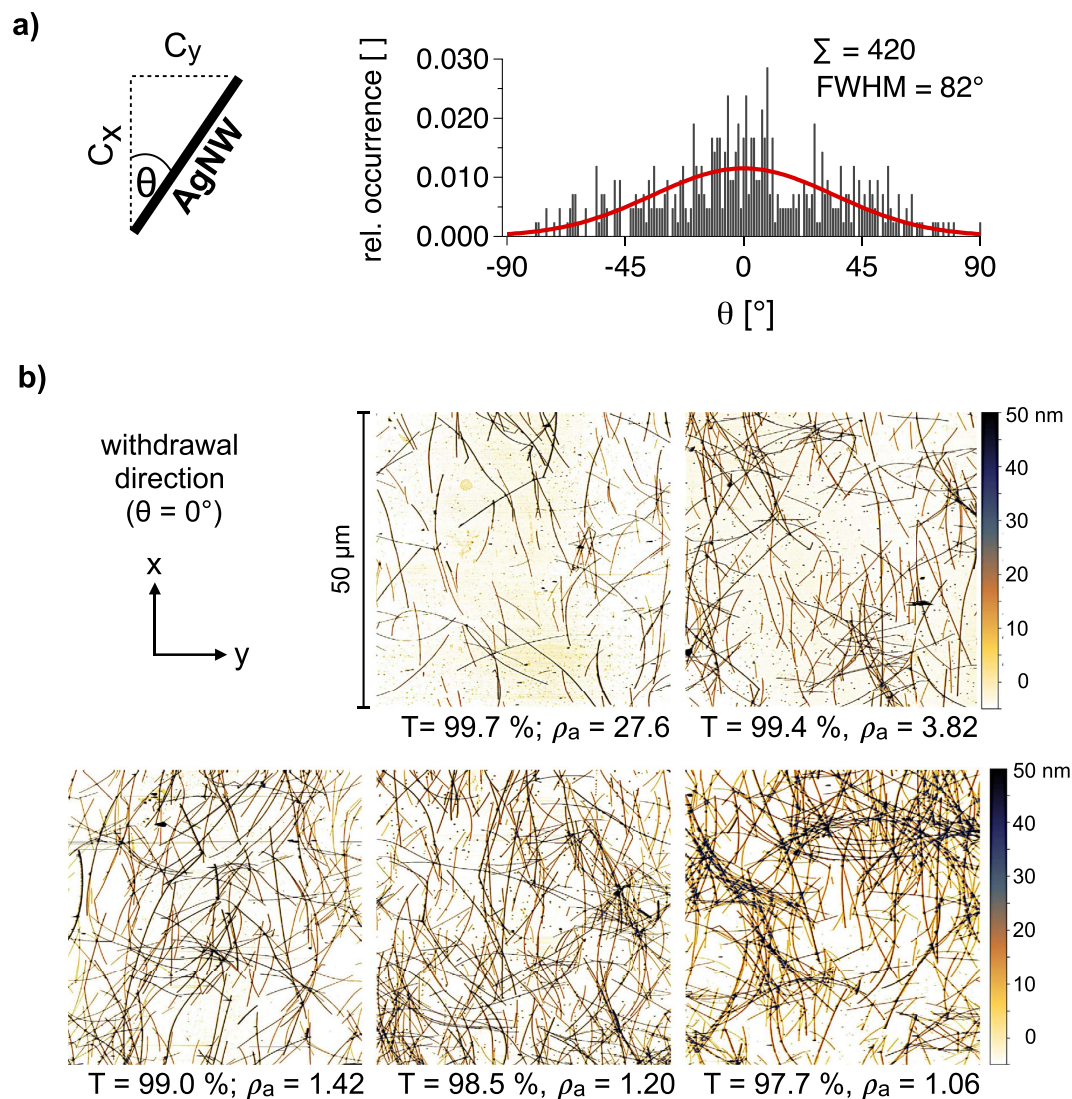 a)
Cy
Cx
θ
AgNW
rel. occurrence [ ]
0.030
0.020
0.010
0.000
-90
-45
0
45
90
θ [°]
∑ = 420
FWHM = 82°
b)
withdrawal
direction
(θ = 0°)
x
y
50 µm
50 nm
40
30
20
10
0
T= 99.7 %; ρa = 27.6
T = 99.4 %, ρa = 3.82
50 nm
40
30
20
10
0
T = 99.0 %; ρa = 1.42
T = 98.5 %, ρa = 1.20
T = 97.7 %, ρa = 1.06